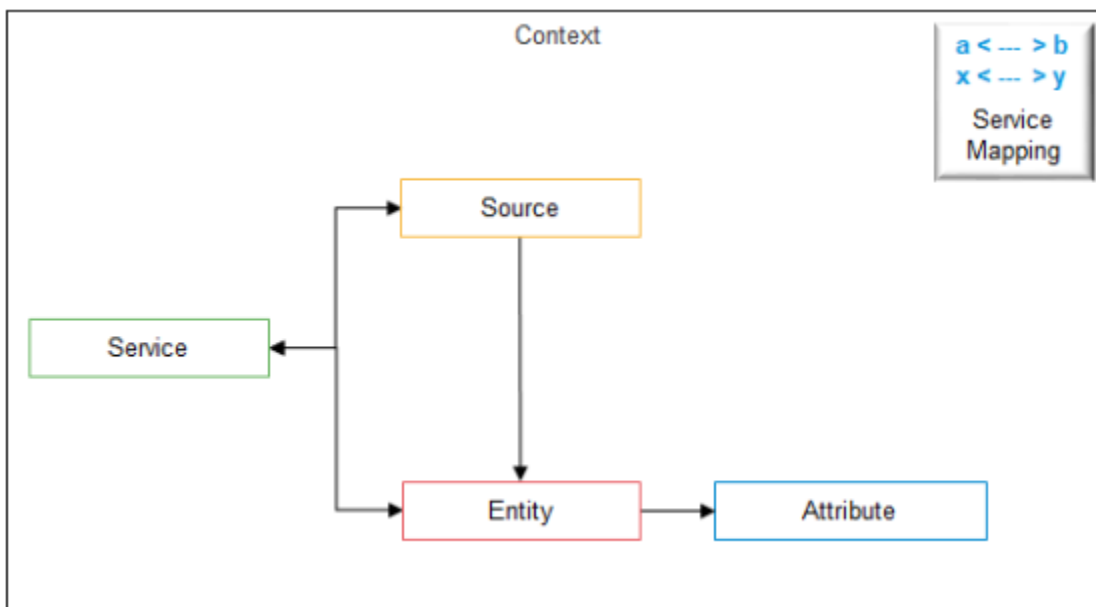 Context
a < --- > b
x < --- > y
Service
Mapping
Source
Service
Entity
Attribute